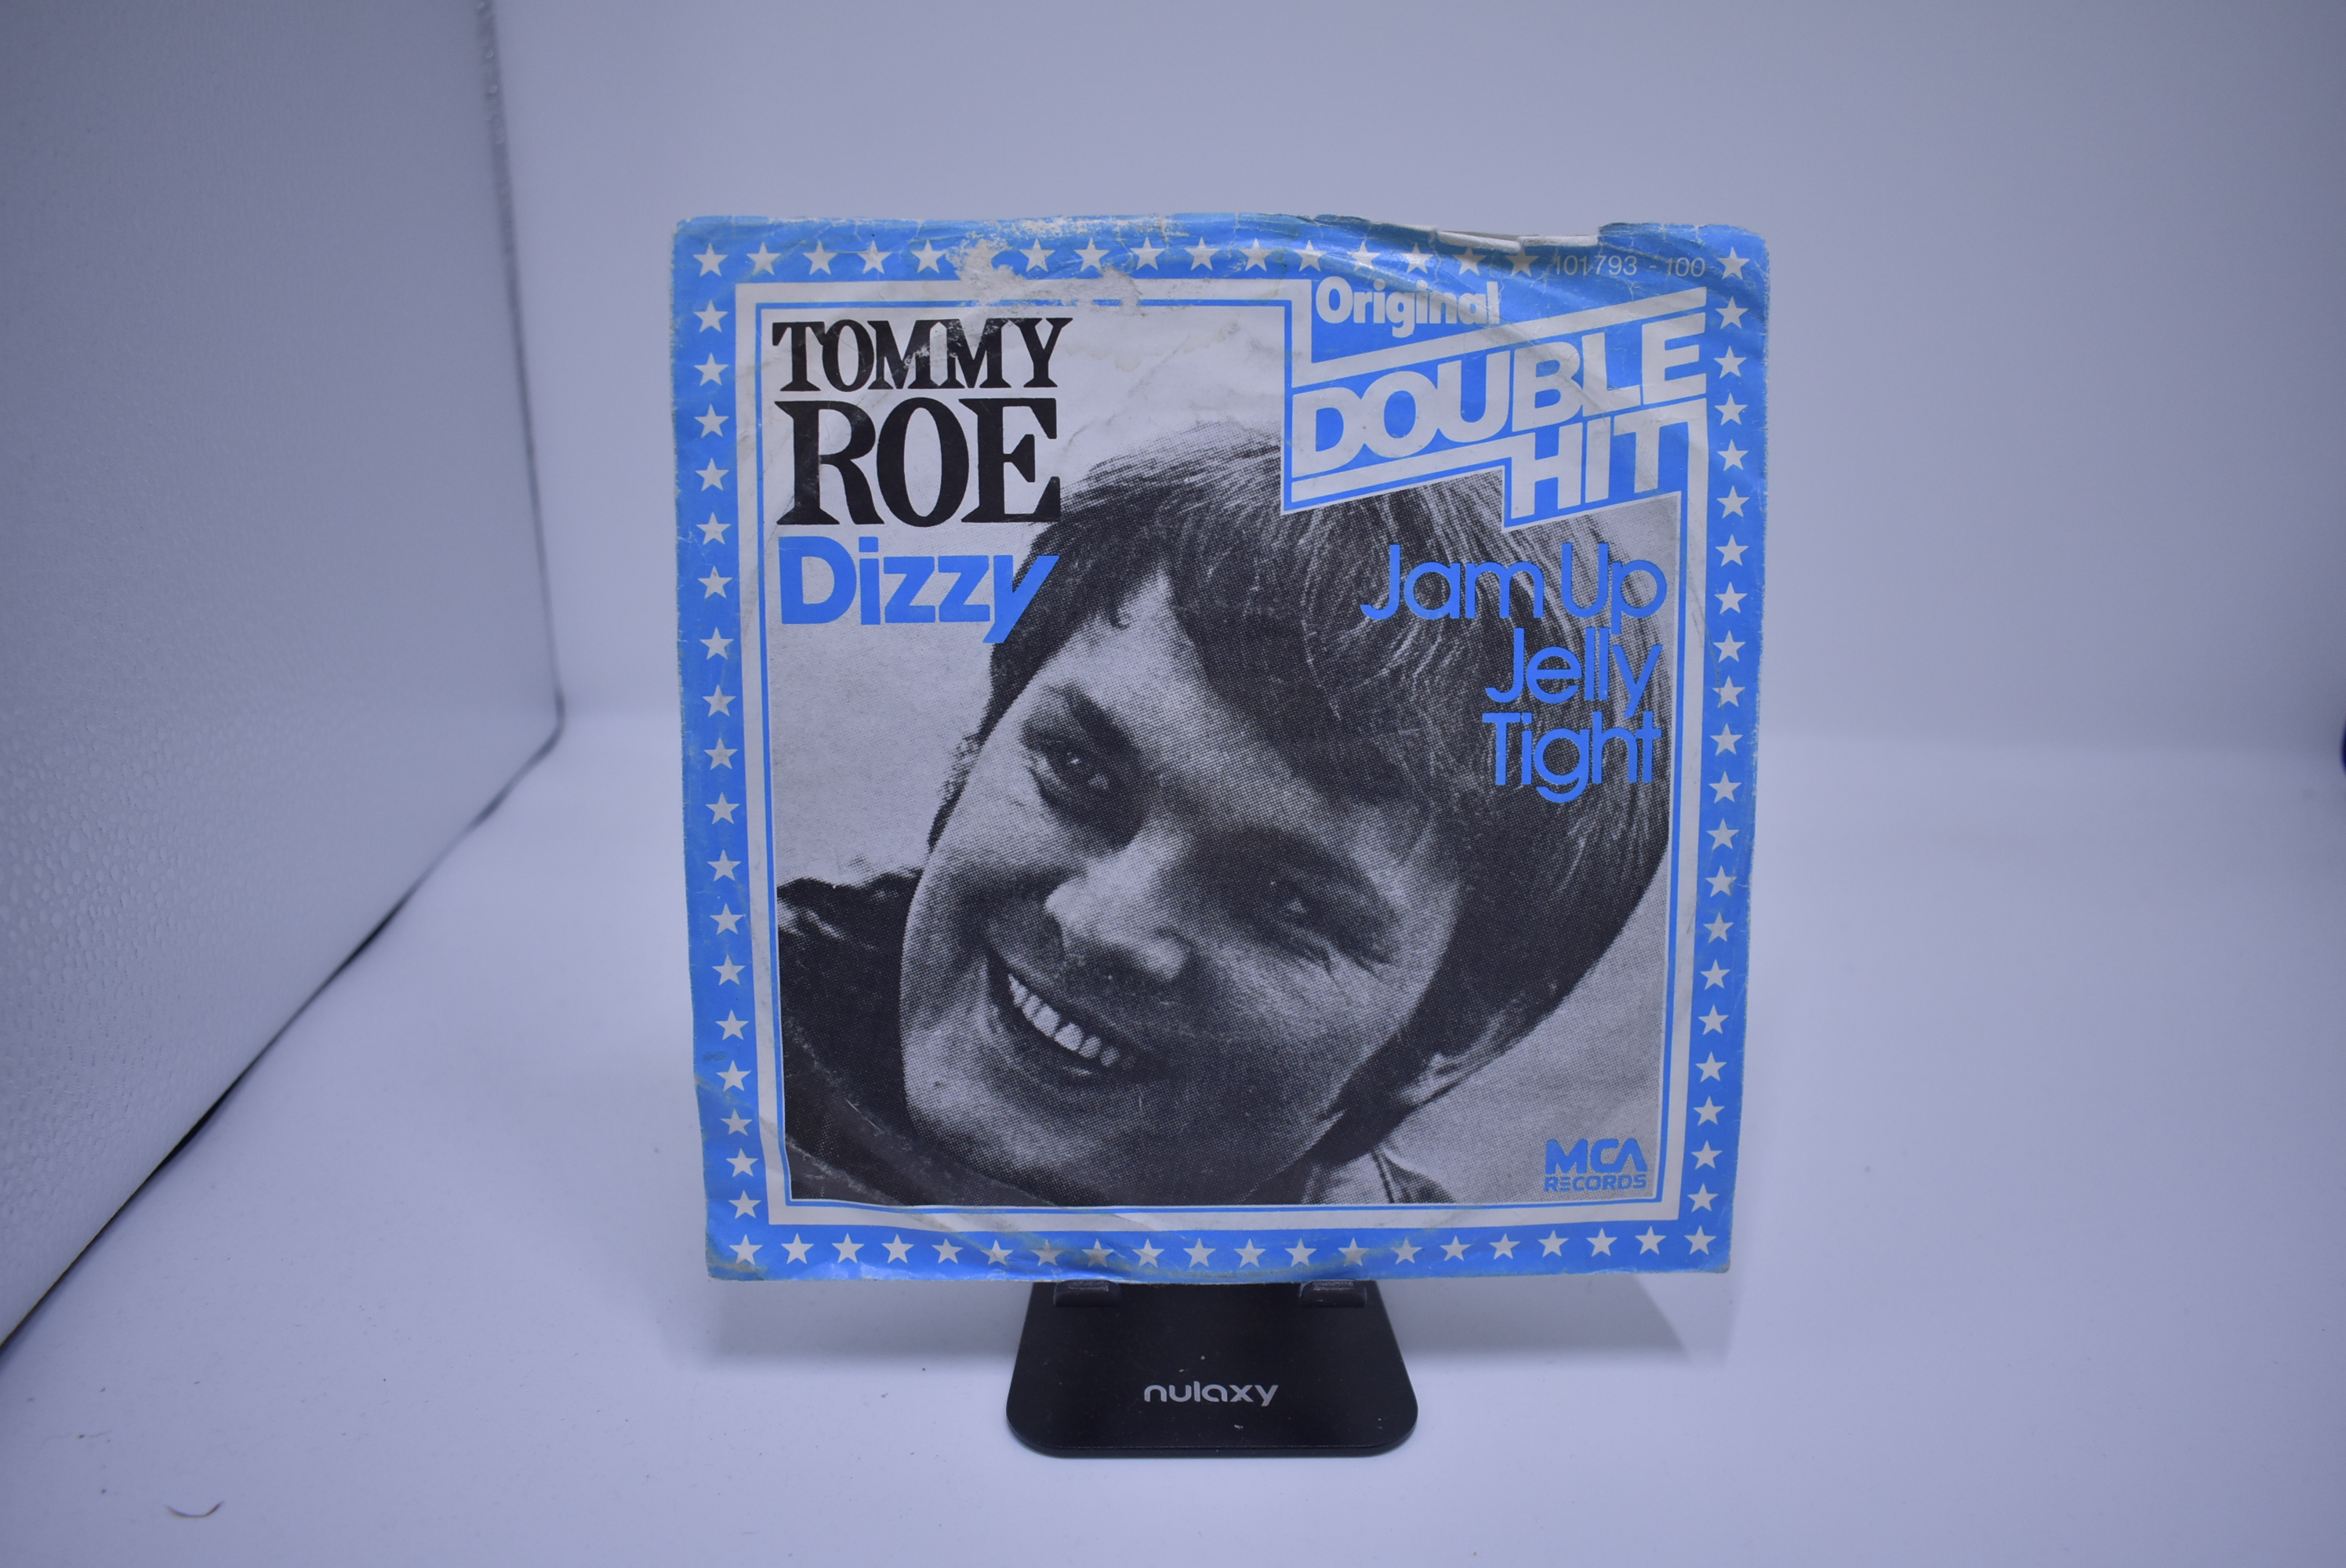 101793 - 100
Original
DOUBLE
HIT
TOMMY
ROE
Dizzy
Jam Up
Jelly
Tight
MCA
RECORDS
nulaxy